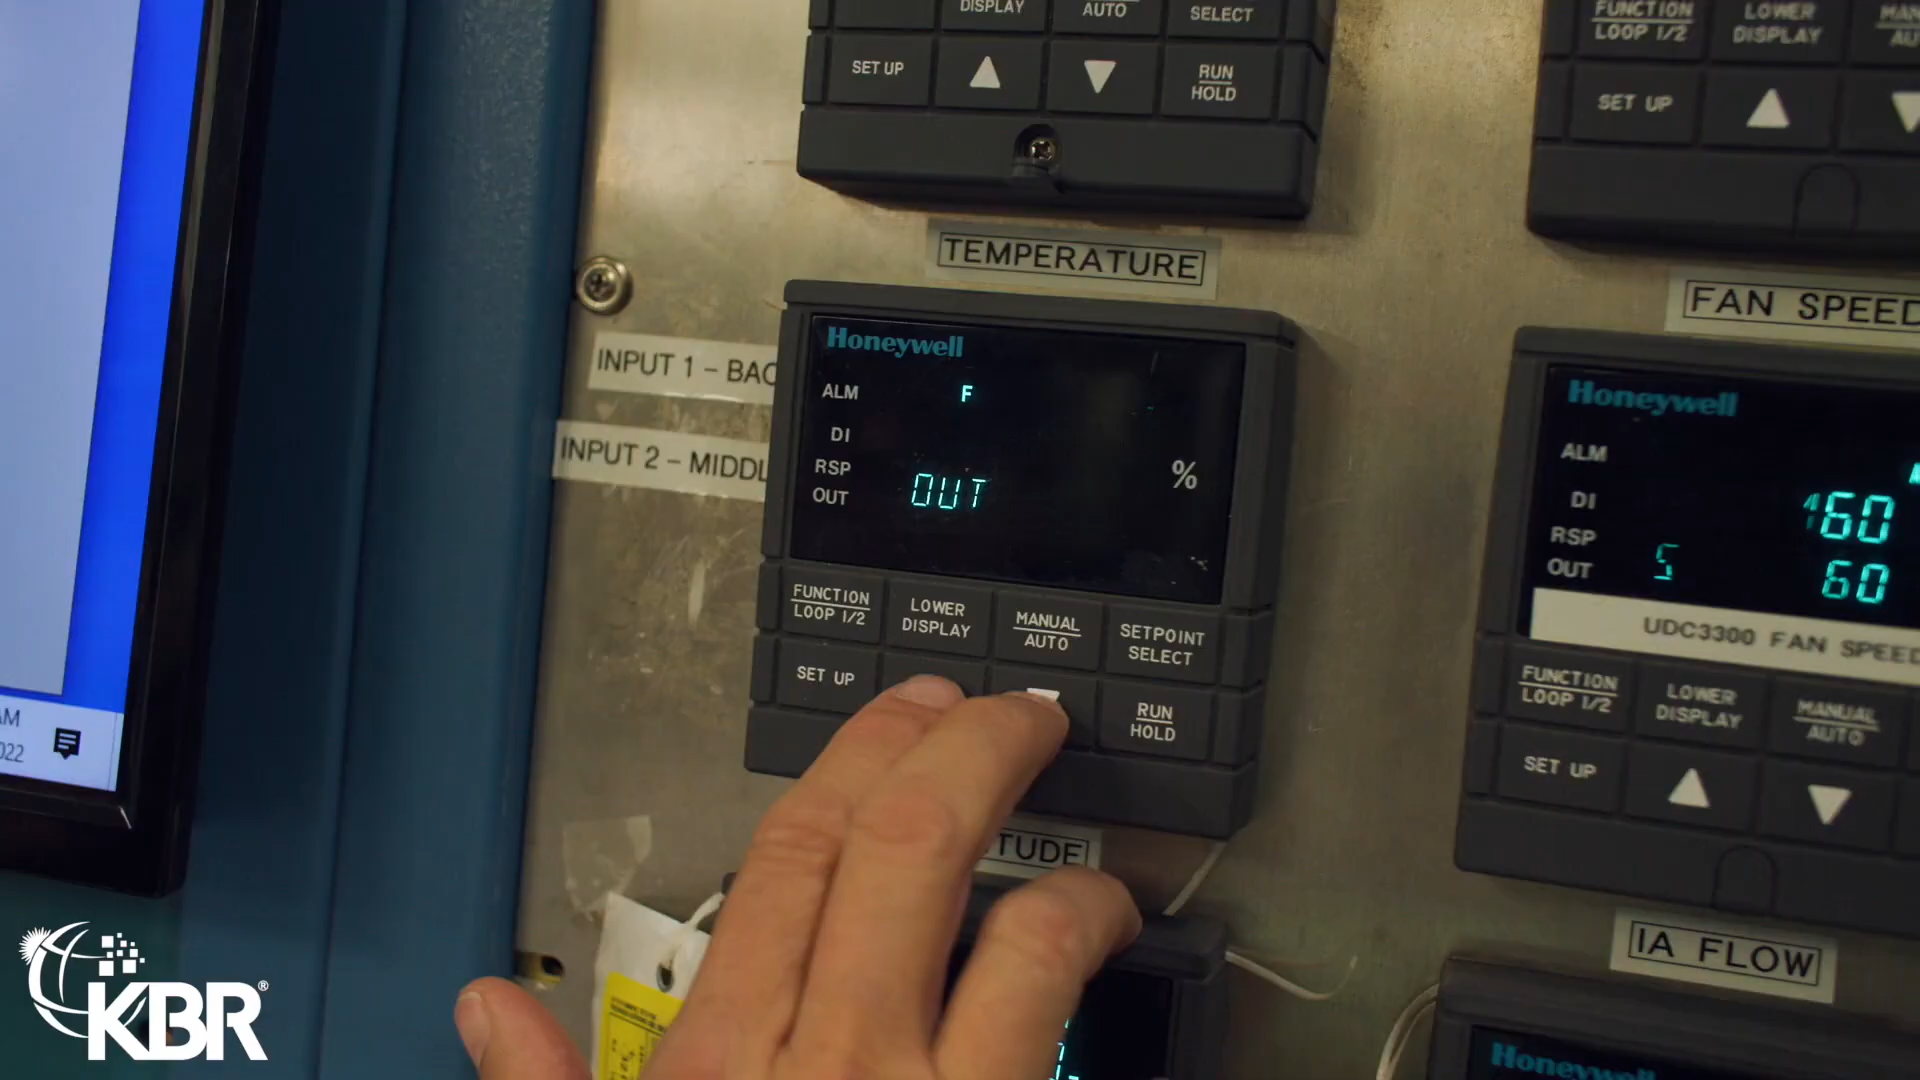 DISPLAY
AUTO
SELECT
SET UP
RUN
HOLD
FUNCTION
LOOP 1/2
LOWER
DISPLAY
SET UP
TEMPERATURE
FAN SPEED
INPUT 1 - BAC
INPUT 2 - MIDDL
Honeywell
ALM F
DI
RSP
OUT OUT
%
FUNCTION
LOOP 1/2
LOWER
DISPLAY
MANUAL
AUTO
SETPOINT
SELECT
SET UP
RUN
HOLD
Honeywell
ALM
DI 60
RSP
OUT 60
UDC3300 FAN SPEED
FUNCTION
LOOP 1/2
LOWER
DISPLAY
MANUAL
AUTO
SET UP
TUDE
IA FLOW
Honeywell
AM
022
KBR®